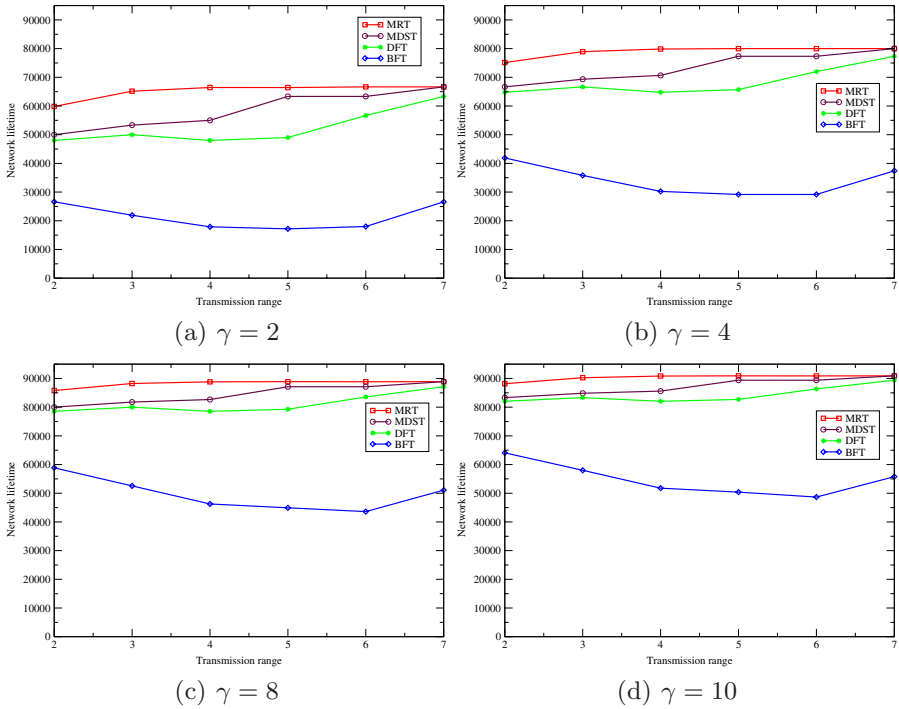 90000
80000
70000
60000
50000
40000
30000
20000
10000
0
Network lifetime
2 3 4 5 6 7
Transmission range
MRT
MDST
DFT
BFT
(a) γ = 2
90000
80000
70000
60000
50000
40000
30000
20000
10000
0
Network lifetime
2 3 4 5 6 7
Transmission range
MRT
MDST
DFT
BFT
(b) γ = 4
90000
80000
70000
60000
50000
40000
30000
20000
10000
0
Network lifetime
2 3 4 5 6 7
Transmission range
MRT
MDST
DFT
BFT
(c) γ = 8
90000
80000
70000
60000
50000
40000
30000
20000
10000
0
Network lifetime
2 3 4 5 6 7
Transmission range
MRT
MDST
DFT
BFT
(d) γ = 10